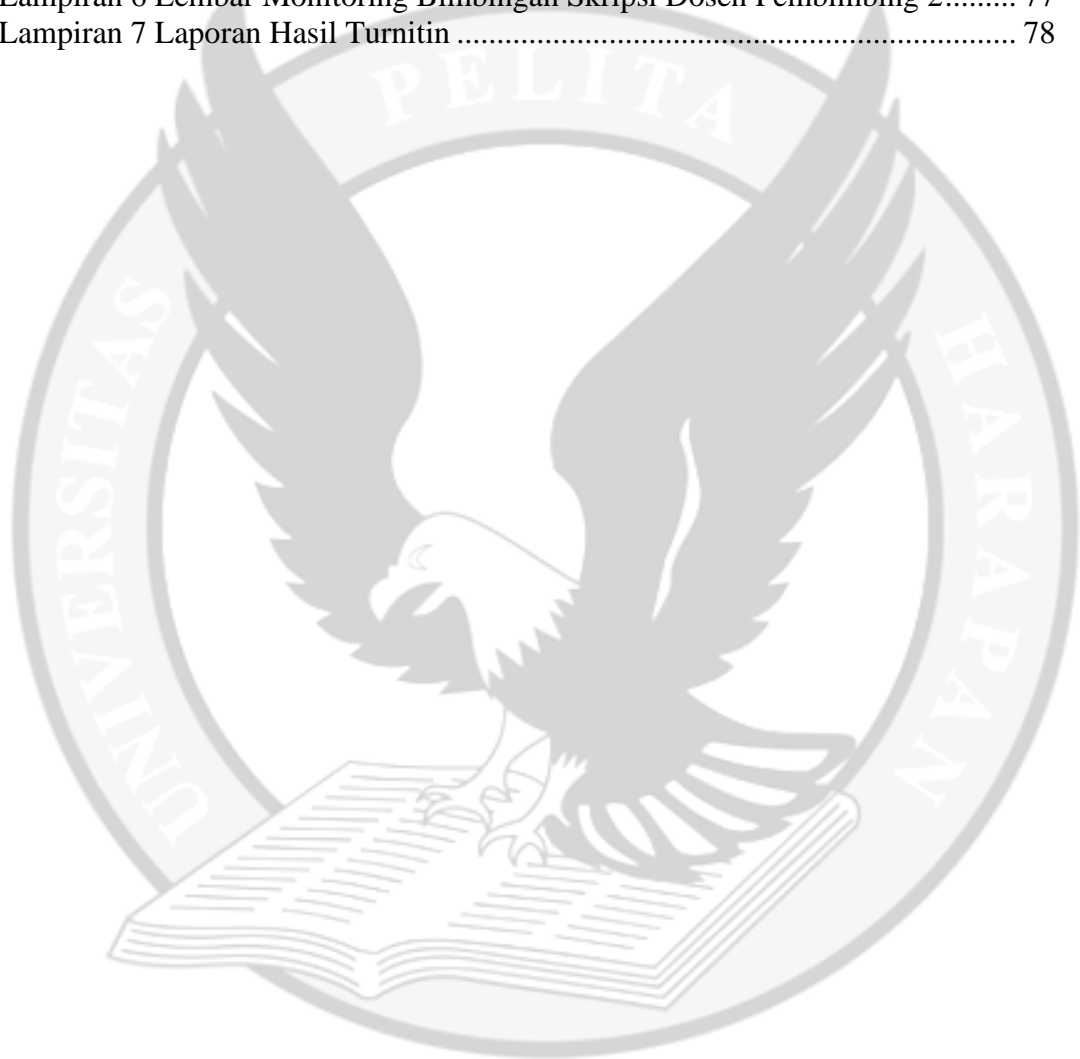 Lampiran 6 Lembar Monitoring Bimbingan Skripsi Dosen Pembimbing 2......... 77
Lampiran 7 Laporan Hasil Turnitin ....................................................................... 78
UNIVERSITAS PELITA HARAPAN